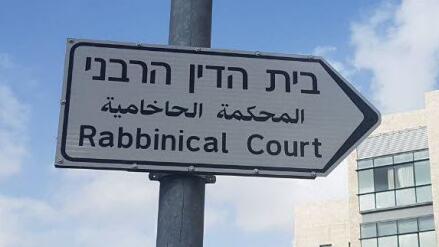 בית הדין הרבני
المحكمة الحاخامية
Rabbinical Court